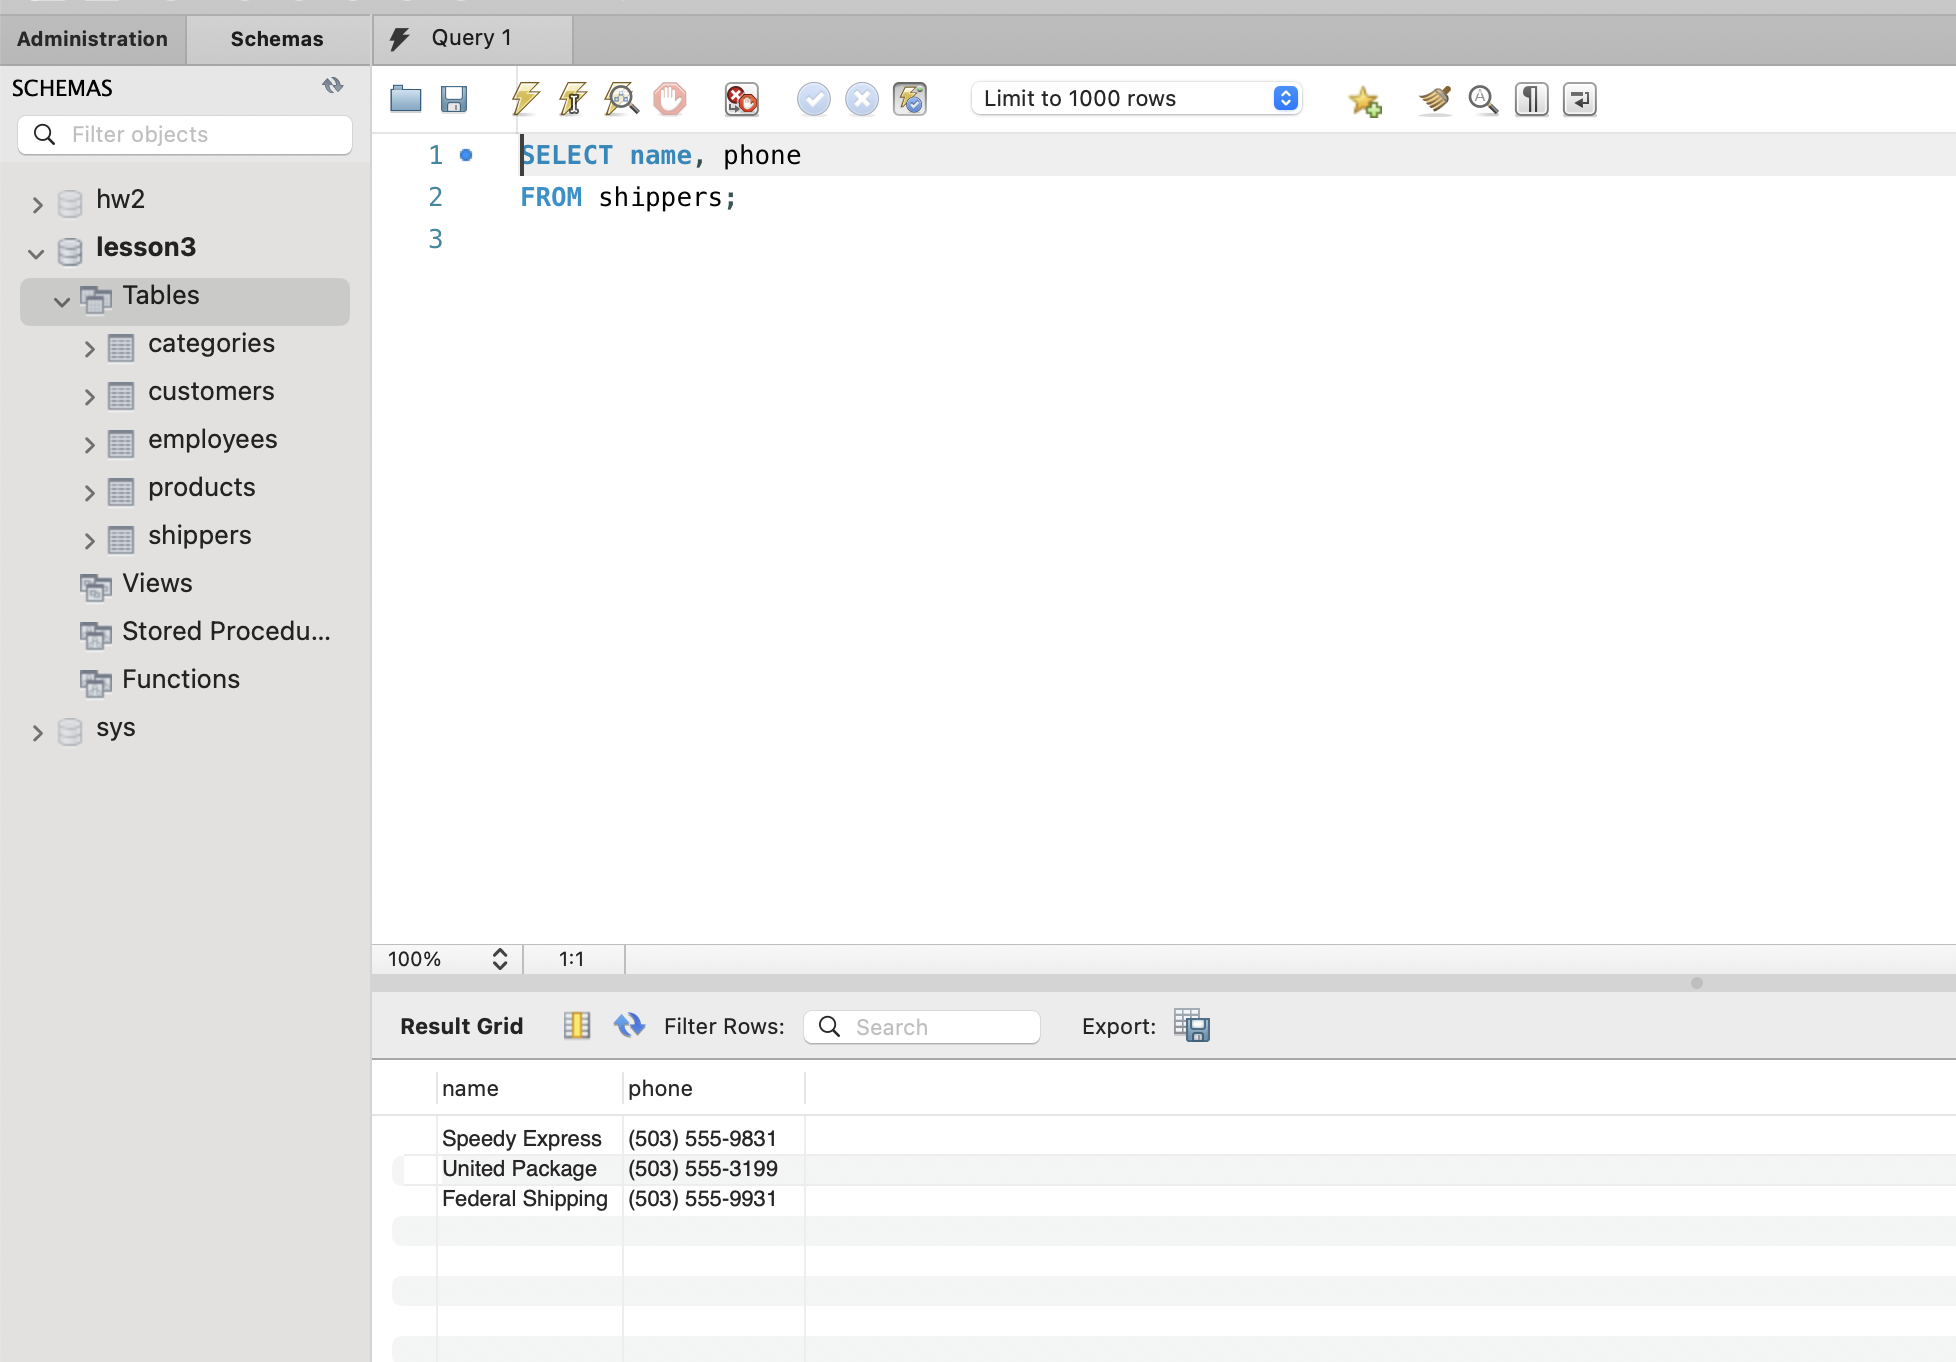 Administration
Schemas
Query 1
SCHEMAS
Filter objects
Limit to 1000 rows
hw2
lesson3
Tables
categories
customers
employees
products
shippers
Views
Stored Procedu...
Functions
sys
1 SELECT name, phone
2 FROM shippers;
3
100% 1:1
Result Grid Filter Rows: Search Export:
name phone
Speedy Express (503) 555-9831
United Package (503) 555-3199
Federal Shipping (503) 555-9931